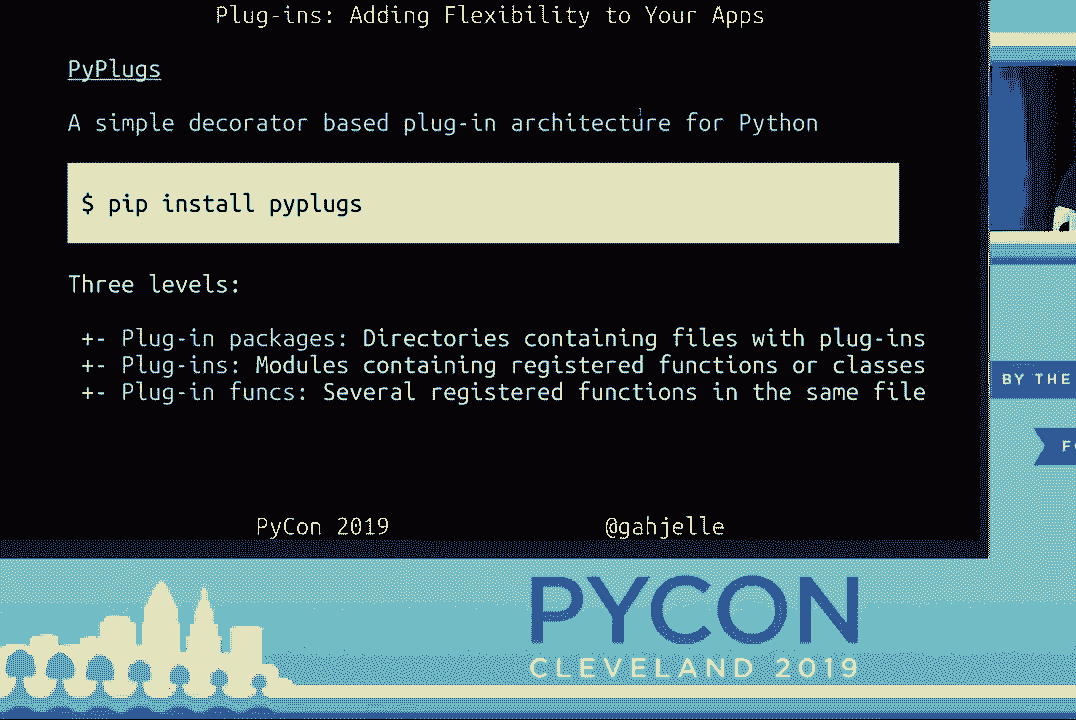 Plug-ins: Adding Flexibility to Your Apps
PyPlugs
A simple decorator based plug-in architecture for Python
$ pip install pyplugs
Three levels:
+- Plug-in packages: Directories containing files with plug-ins
+- Plug-ins: Modules containing registered functions or classes
+- Plug-in funcs: Several registered functions in the same file
BY THE
PyCon 2019 @gahjelle
PYCON
CLEVELAND 2019